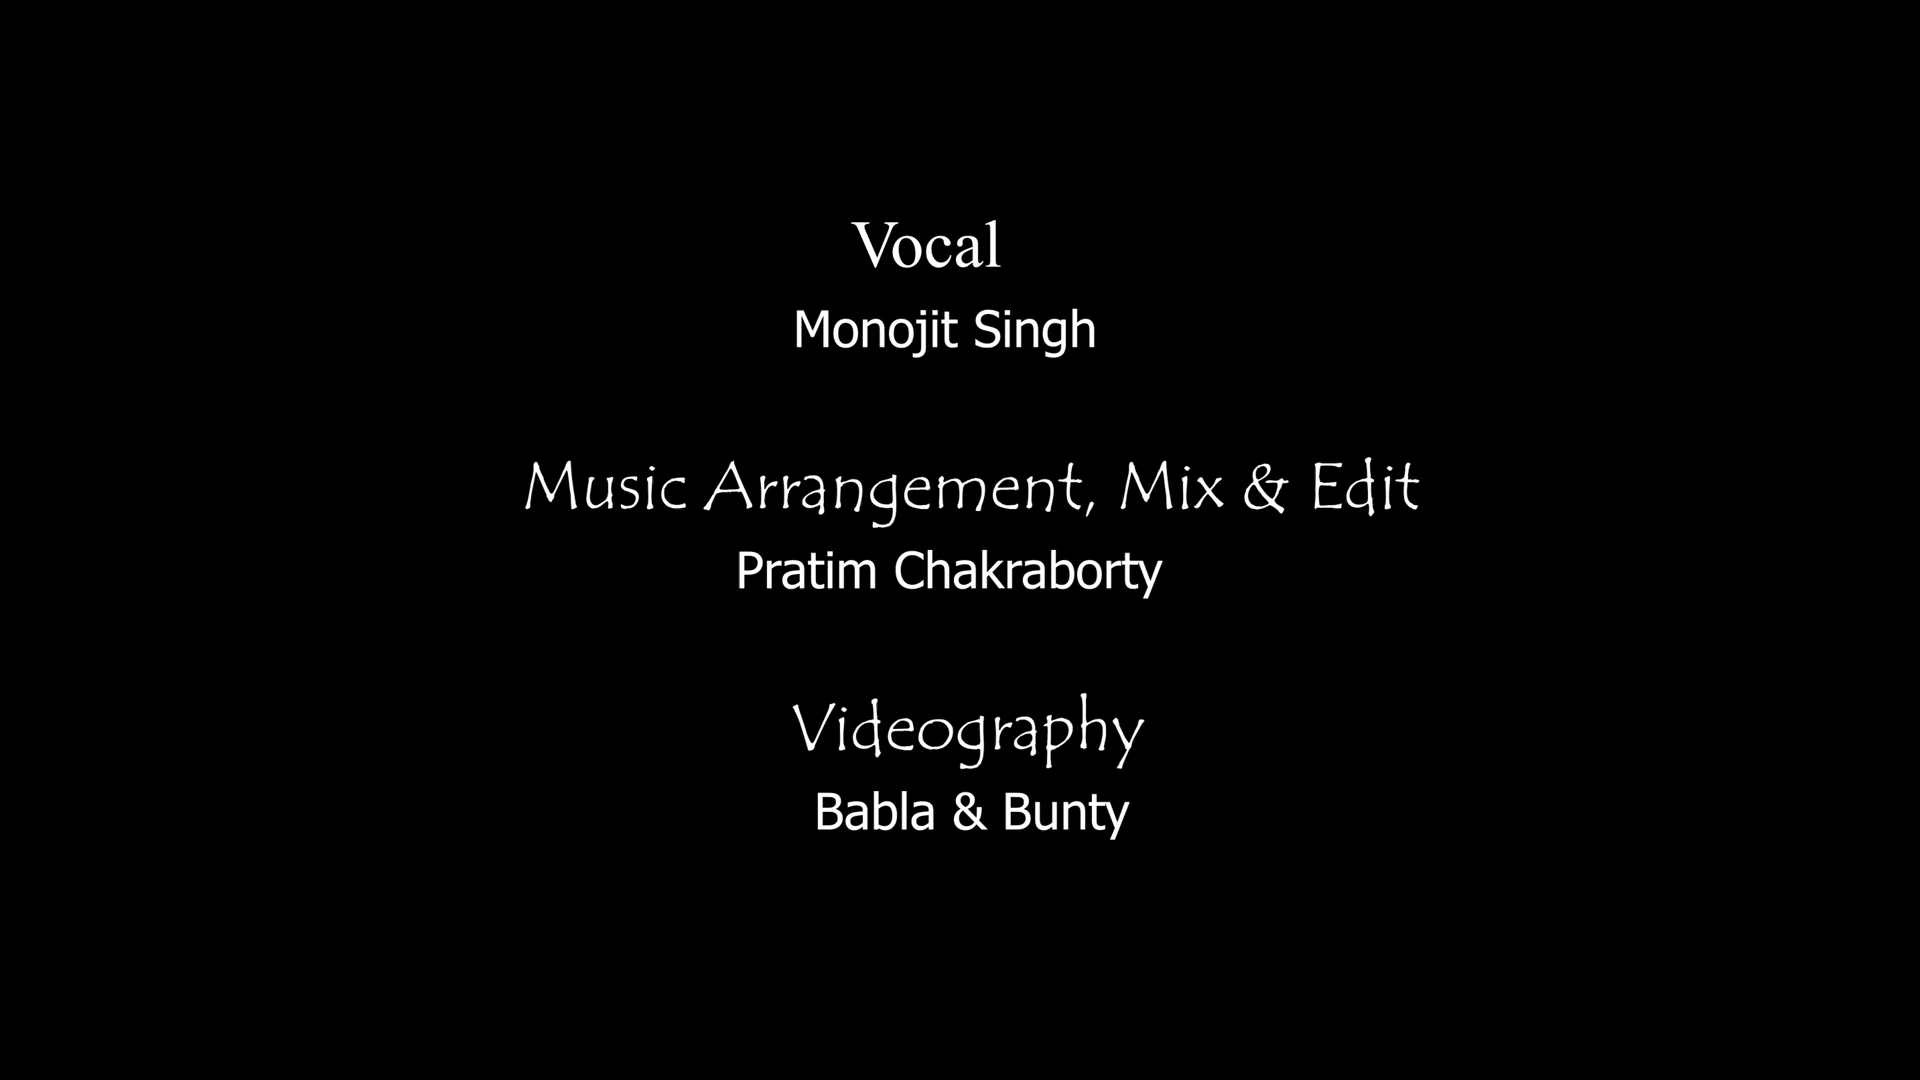 Vocal
Monojit Singh
Music Arrangement, Mix & Edit
Pratim Chakraborty
Videography
Babla & Bunty